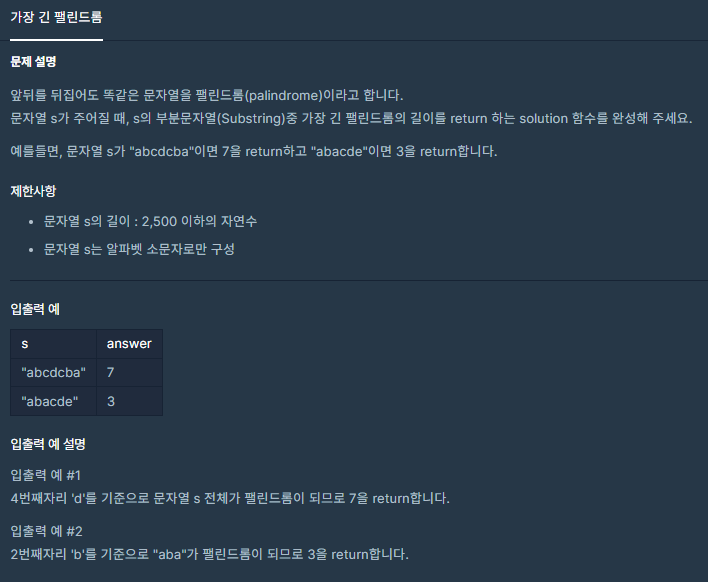 가장 긴 팰린드롬
문제 설명
앞뒤를 뒤집어도 똑같은 문자열을 팰린드롬(palindrome)이라고 합니다.
문자열 s가 주어질 때, s의 부분문자열(Substring)중 가장 긴 팰린드롬의 길이를 return 하는 solution 함수를 완성해 주세요.
예를들면, 문자열 s가 "abcdcba"이면 7을 return하고 "abacde"이면 3을 return합니다.
제한사항
• 문자열 s의 길이 : 2,500 이하의 자연수
• 문자열 s는 알파벳 소문자로만 구성
입출력 예
s answer
"abcdcba" 7
"abacde" 3
입출력 예 설명
입출력 예 #1
4번째자리 'd'를 기준으로 문자열 s 전체가 팰린드롬이 되므로 7을 return합니다.
입출력 예 #2
2번째자리 'b'를 기준으로 "aba"가 팰린드롬이 되므로 3을 return합니다.